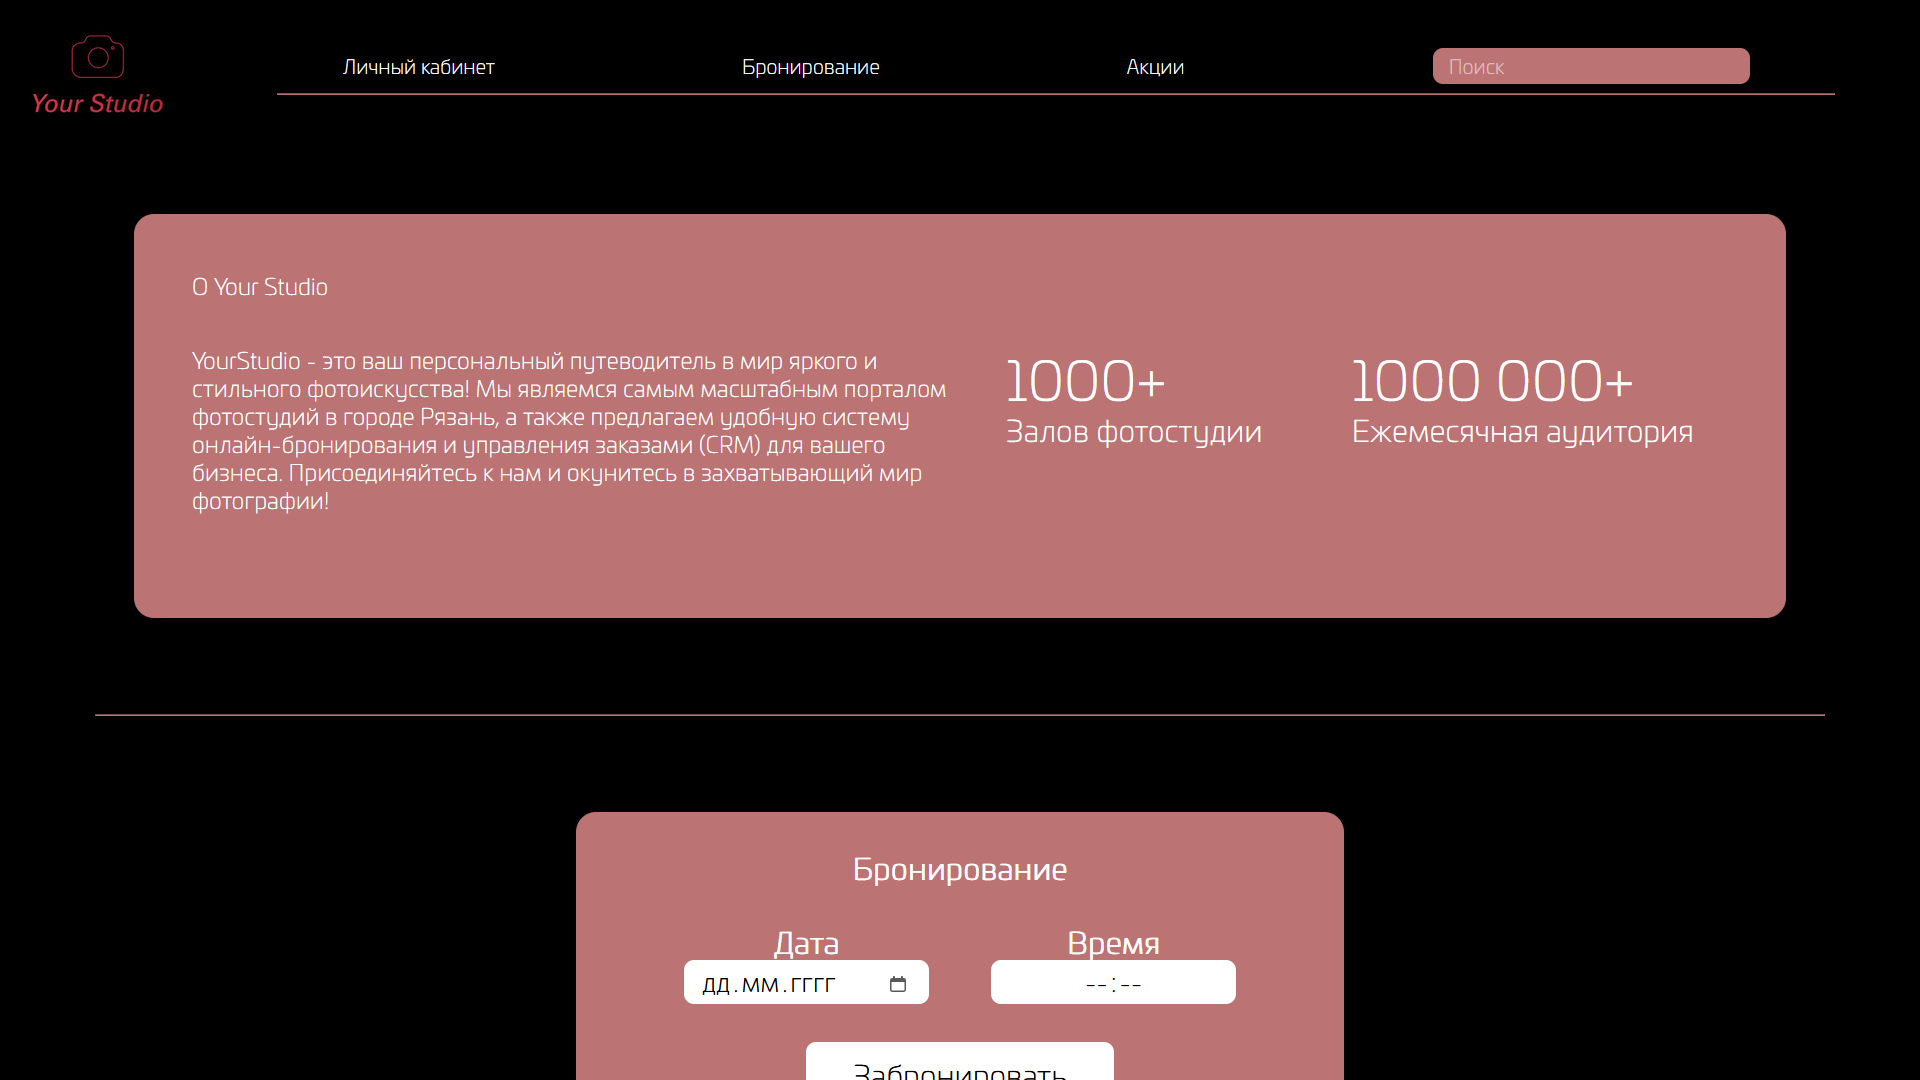 Your Studio
Личный кабинет
Бронирование
Акции
Поиск
О Your Studio
YourStudio - это ваш персональный путеводитель в мир яркого и
стильного фотоискусства! Мы являемся самым масштабным порталом
фотостудий в городе Рязань, а также предлагаем удобную систему
онлайн-бронирования и управления заказами (CRM) для вашего
бизнеса. Присоединяйтесь к нам и окунитесь в захватывающий мир
фотографии!
1000+
Залов фотостудии
1000 000+
Ежемесячная аудитория
Бронирование
Дата
Время
ДД.ММ.ГГГГ
--:--
Забронировать